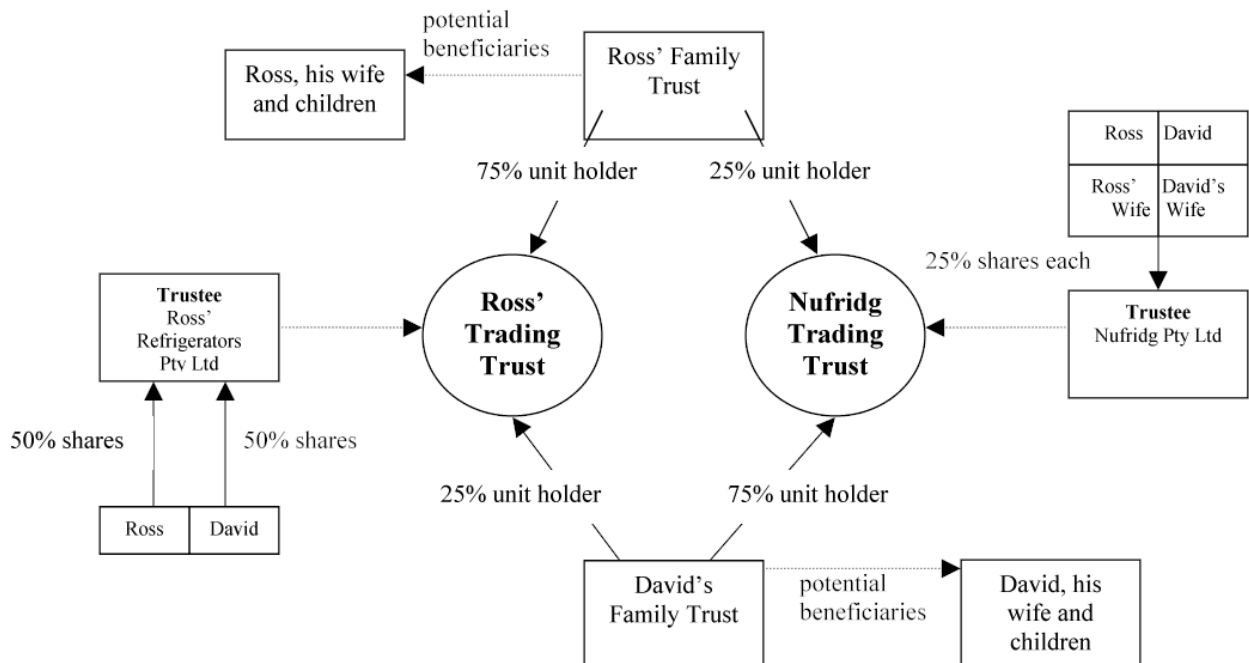 potential
beneficiaries
Ross' Family
Trust
Ross, his wife
and children
75% unit holder
25% unit holder
Ross
David
Ross'
Wife
David's
Wife
25% shares each
Trustee
Ross'
Refrigerators
Ptv Ltd
Ross'
Trading
Trust
Nufridg
Trading
Trust
Trustee
Nufridg Pty Ltd
50% shares
50% shares
25% unit holder
75% unit holder
Ross
David
David's
Family Trust
potential
beneficiaries
David, his
wife and
children